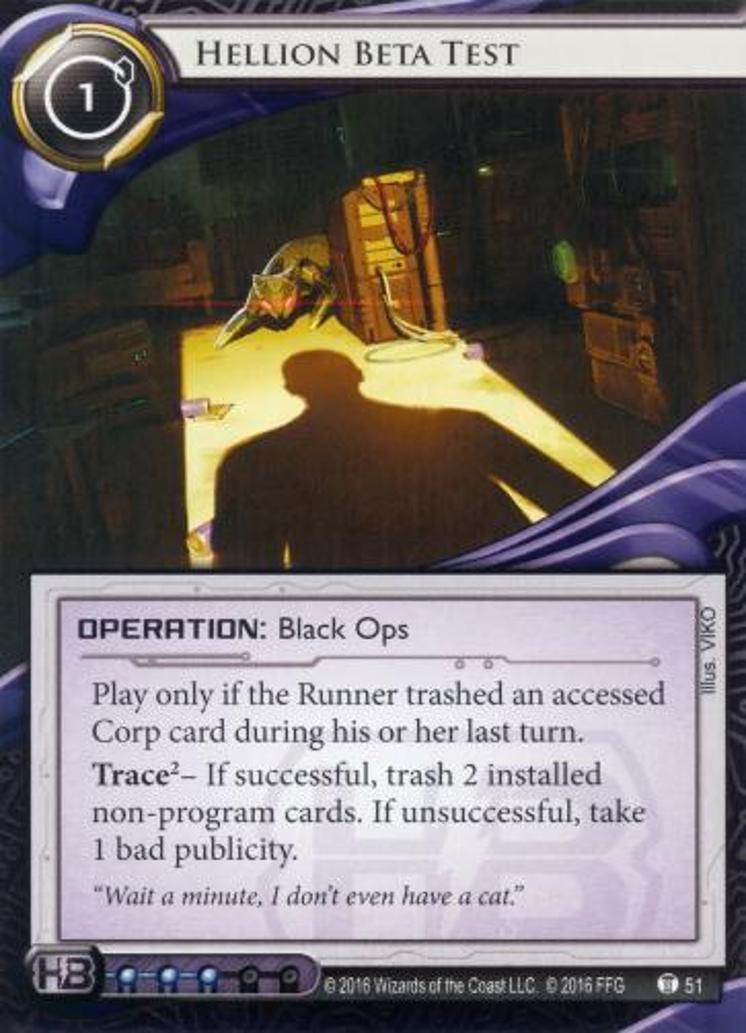 1
Hellion Beta Test
OPERATION: Black Ops
Play only if the Runner trashed an accessed
Corp card during his or her last turn.
Trace²– If successful, trash 2 installed
non-program cards. If unsuccessful, take
1 bad publicity.
“Wait a minute, I don’t even have a cat.”
Illus. VIKO
HB
© 2016 Wizards of the Coast LLC. © 2016 FFG
51